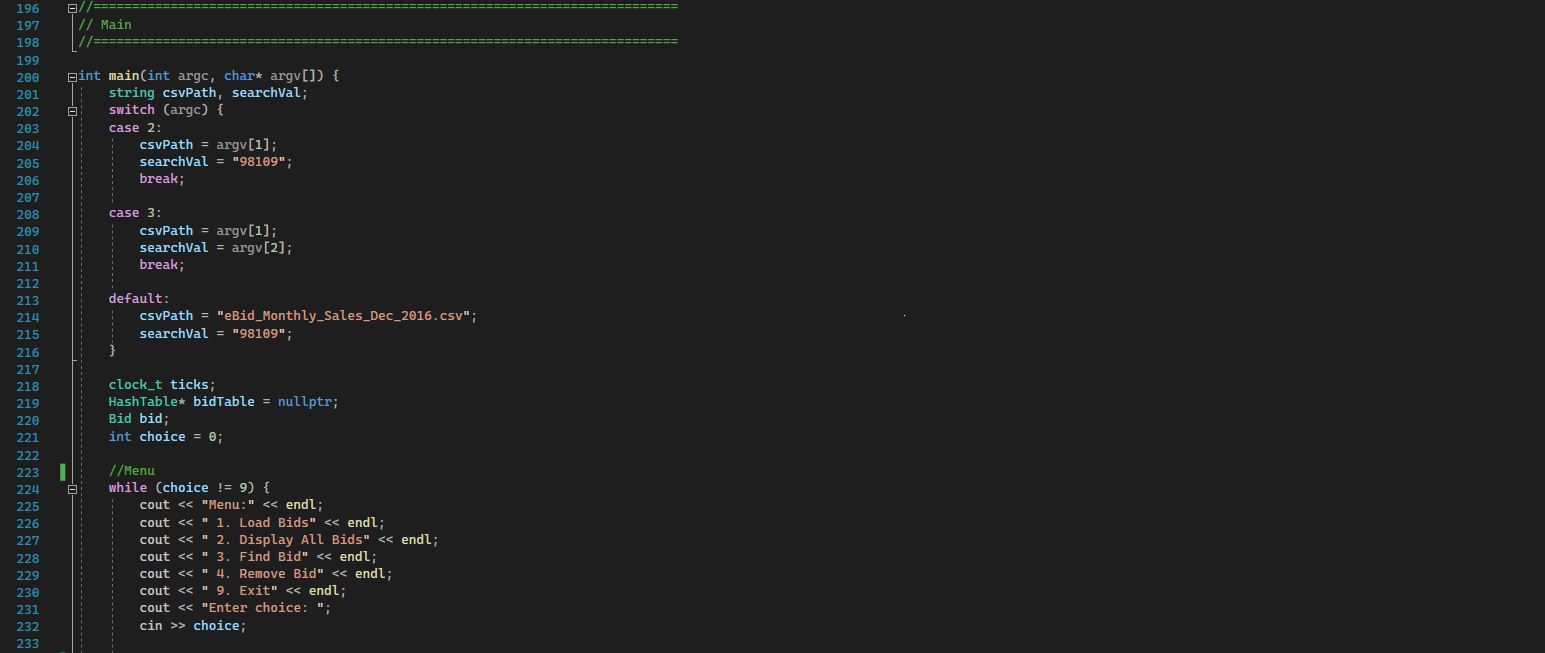 196 //============================================================================
197 // Main
198 //============================================================================
199
200 int main(int argc, char* argv[]) {
201     string csvPath, searchVal;
202     switch (argc) {
203     case 2:
204         csvPath = argv[1];
205         searchVal = "98109";
206         break;
207
208     case 3:
209         csvPath = argv[1];
210         searchVal = argv[2];
211         break;
212
213     default:
214         csvPath = "eBid_Monthly_Sales_Dec_2016.csv";
215         searchVal = "98109";
216     }
217
218     clock_t ticks;
219     HashTable* bidTable = nullptr;
220     Bid bid;
221     int choice = 0;
222
223     //Menu
224     while (choice != 9) {
225         cout << "Menu:" << endl;
226         cout << " 1. Load Bids" << endl;
227         cout << " 2. Display All Bids" << endl;
228         cout << " 3. Find Bid" << endl;
229         cout << " 4. Remove Bid" << endl;
230         cout << " 9. Exit" << endl;
231         cout << "Enter choice: ";
232         cin >> choice;
233